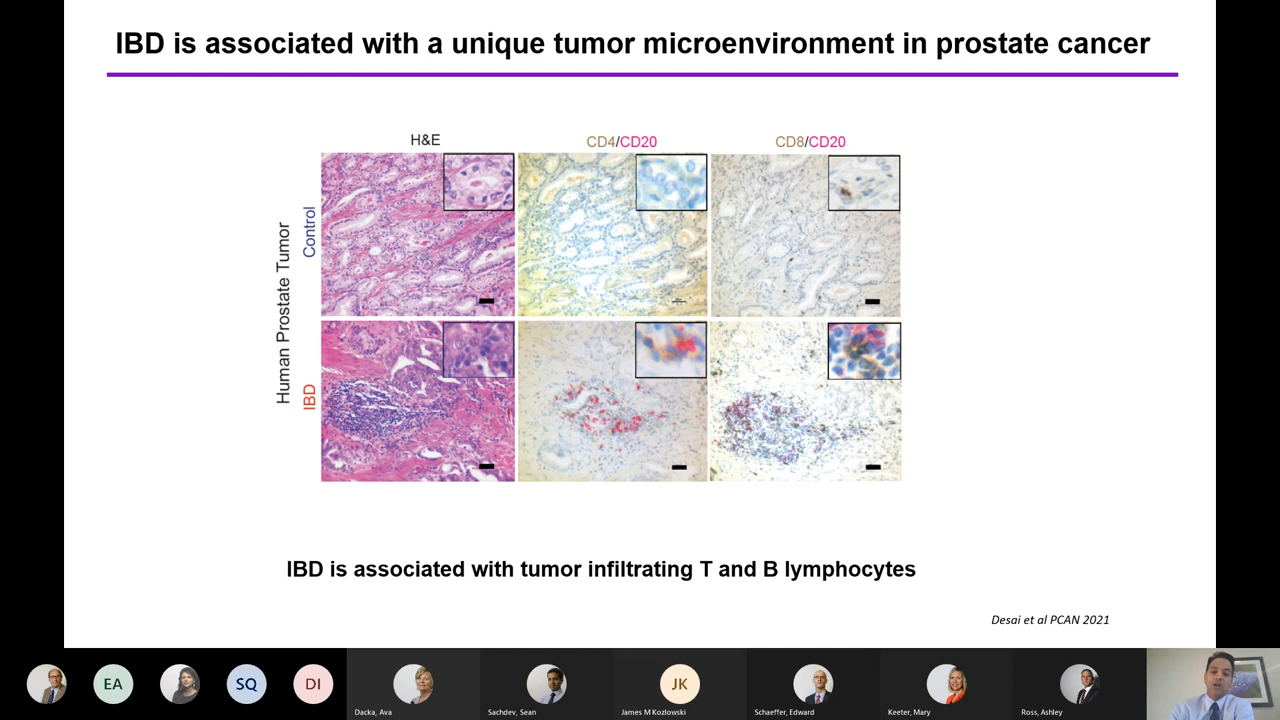 IBD is associated with a unique tumor microenvironment in prostate cancer
H&E
CD4/CD20
CD8/CD20
Human Prostate Tumor
Control
IBD
IBD is associated with tumor infiltrating T and B lymphocytes
Desai et al PCAN 2021
EA
SQ
DI
JK
Dacka, Ava
Sachdev, Sean
James M Kozlowski
Schaeffer, Edward
Keeter, Mary
Ross, Ashley